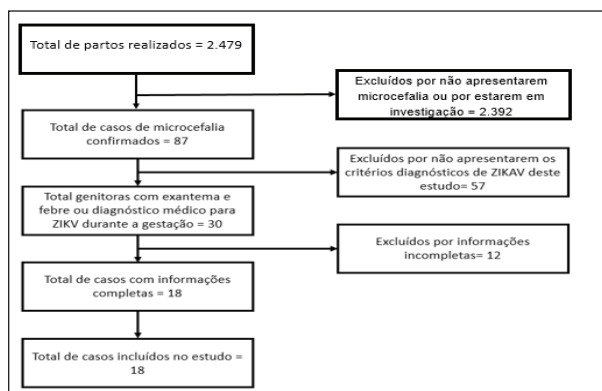 Total de partos realizados = 2.479
Excluídos por não apresentarem
microcefalia ou por estarem em
investigação = 2.392
Total de casos de microcefalia
confirmados = 87
Excluídos por não apresentarem os
critérios diagnósticos de ZIKAV deste
estudo= 57
Total genitoras com exantema e
febre ou diagnóstico médico para
ZIKV durante a gestação = 30
Excluídos por informações
incompletas= 12
Total de casos com informações
completas = 18
Total de casos incluídos no estudo =
18